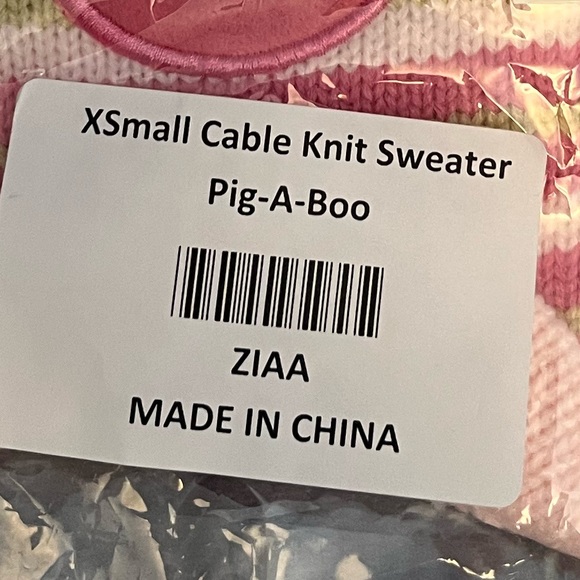 XSmall Cable Knit Sweater
Pig-A-Boo
ZIAA
MADE IN CHINA